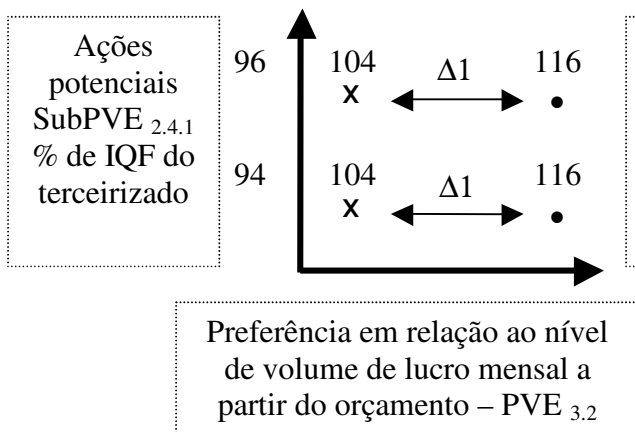 Ações
potenciais
SubPVE 2.4.1
% de IQF do
terceirizado
96
104
Δ1
116
x
94
104
Δ1
116
x
Preferência em relação ao nível
de volume de lucro mensal a
partir do orçamento – PVE 3.2